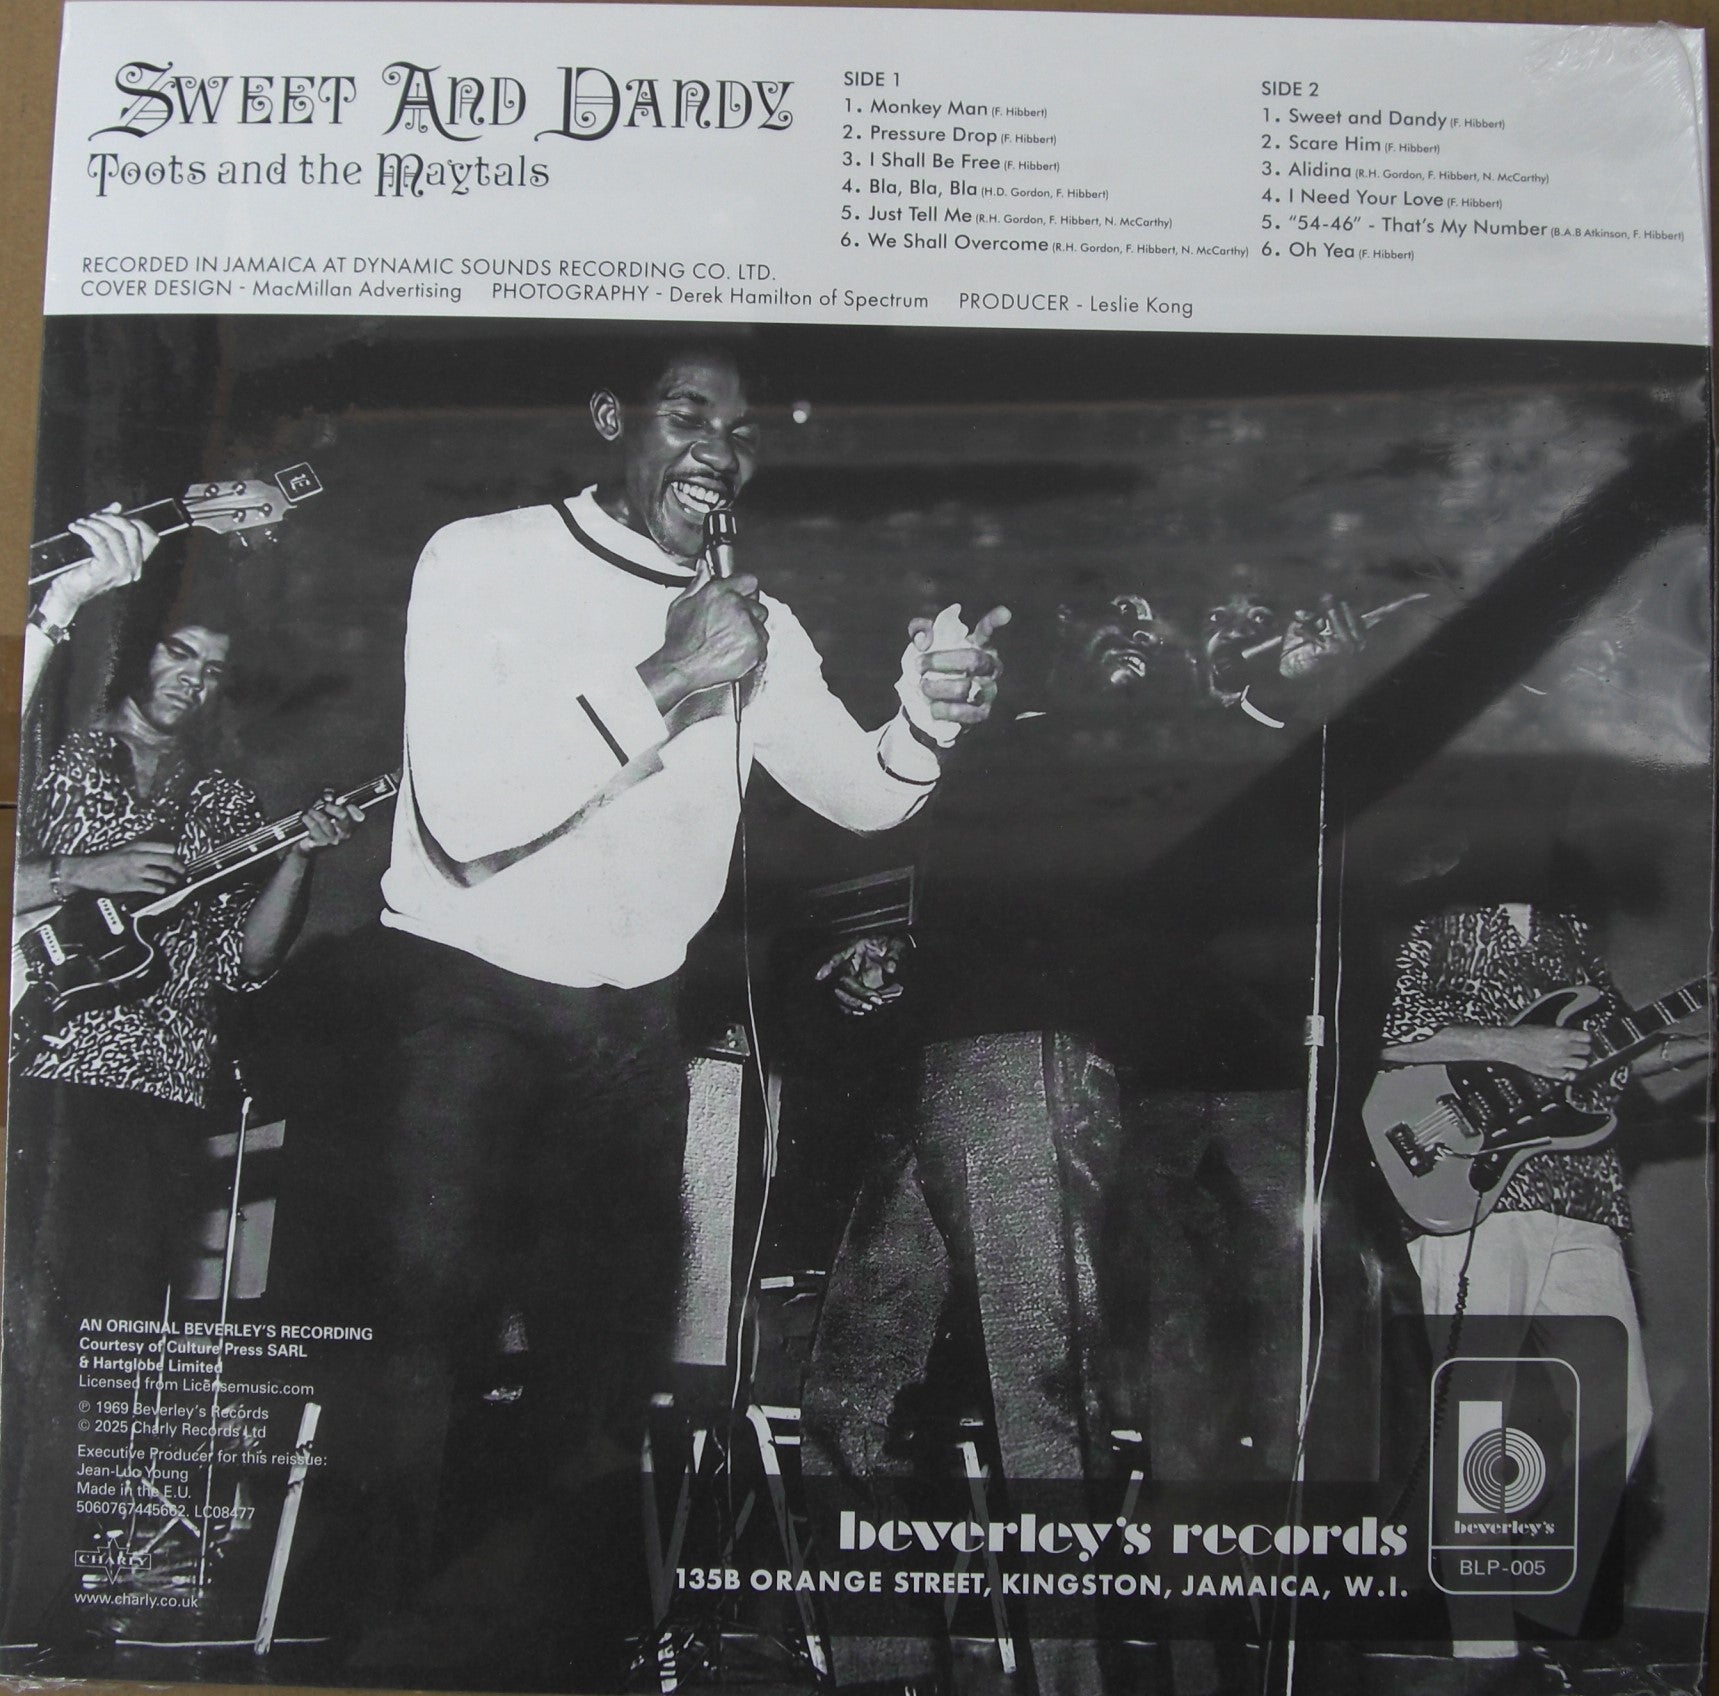 SWEET AND DANDY
Toots and the Maytals
RECORDED IN JAMAICA AT DYNAMIC SOUNDS RECORDING CO. LTD.
COVER DESIGN - MacMillan Advertising PHOTOGRAPHY - Derek Hamilton of Spectrum PRODUCER - Leslie Kong
SIDE 1
1. Monkey Man (F. Hibbert)
2. Pressure Drop (F. Hibbert)
3. I Shall Be Free (F. Hibbert)
4. Bla, Bla, Bla (H.D. Gordon, F. Hibbert)
5. Just Tell Me (R.H. Gordon, F. Hibbert, N. McCarthy)
6. We Shall Overcome (R.H. Gordon, F. Hibbert, N. McCarthy)
SIDE 2
1. Sweet and Dandy (F. Hibbert)
2. Scare Him (F. Hibbert)
3. Alidina (R.H. Gordon, F. Hibbert, N. McCarthy)
4. I Need Your Love (F. Hibbert)
5. “54-46” - That's My Number (B.A.B Atkinson, F. Hibbert)
6. Oh Yea (F. Hibbert)
AN ORIGINAL BEVERLEY'S RECORDING
Courtesy of Culture Press SARL
& Hartglobe Limited
Licensed from Licensemusic.com
℗ 1969 Beverley's Records
© 2025 Charly Records Ltd
Executive Producer for this reissue:
Jean-Luc Young
Made in the E.U.
5060767445662. LC08477
CHARLY
www.charly.co.uk
beverley's records
135B ORANGE STREET, KINGSTON, JAMAICA, W.I.
b
beverley's
BLP-005